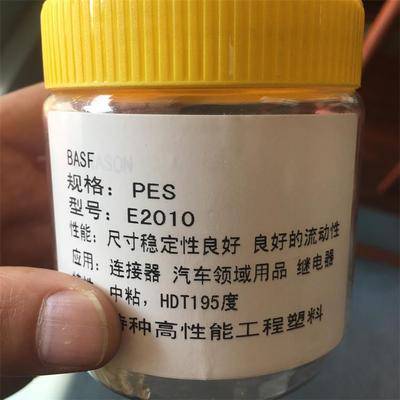 BASF
规格：PES
型号：E2010
性能：尺寸稳定性良好 良好的流动性
应用：连接器 汽车领域用品 继电器
中粘，HDT195度
特种高性能工程塑料